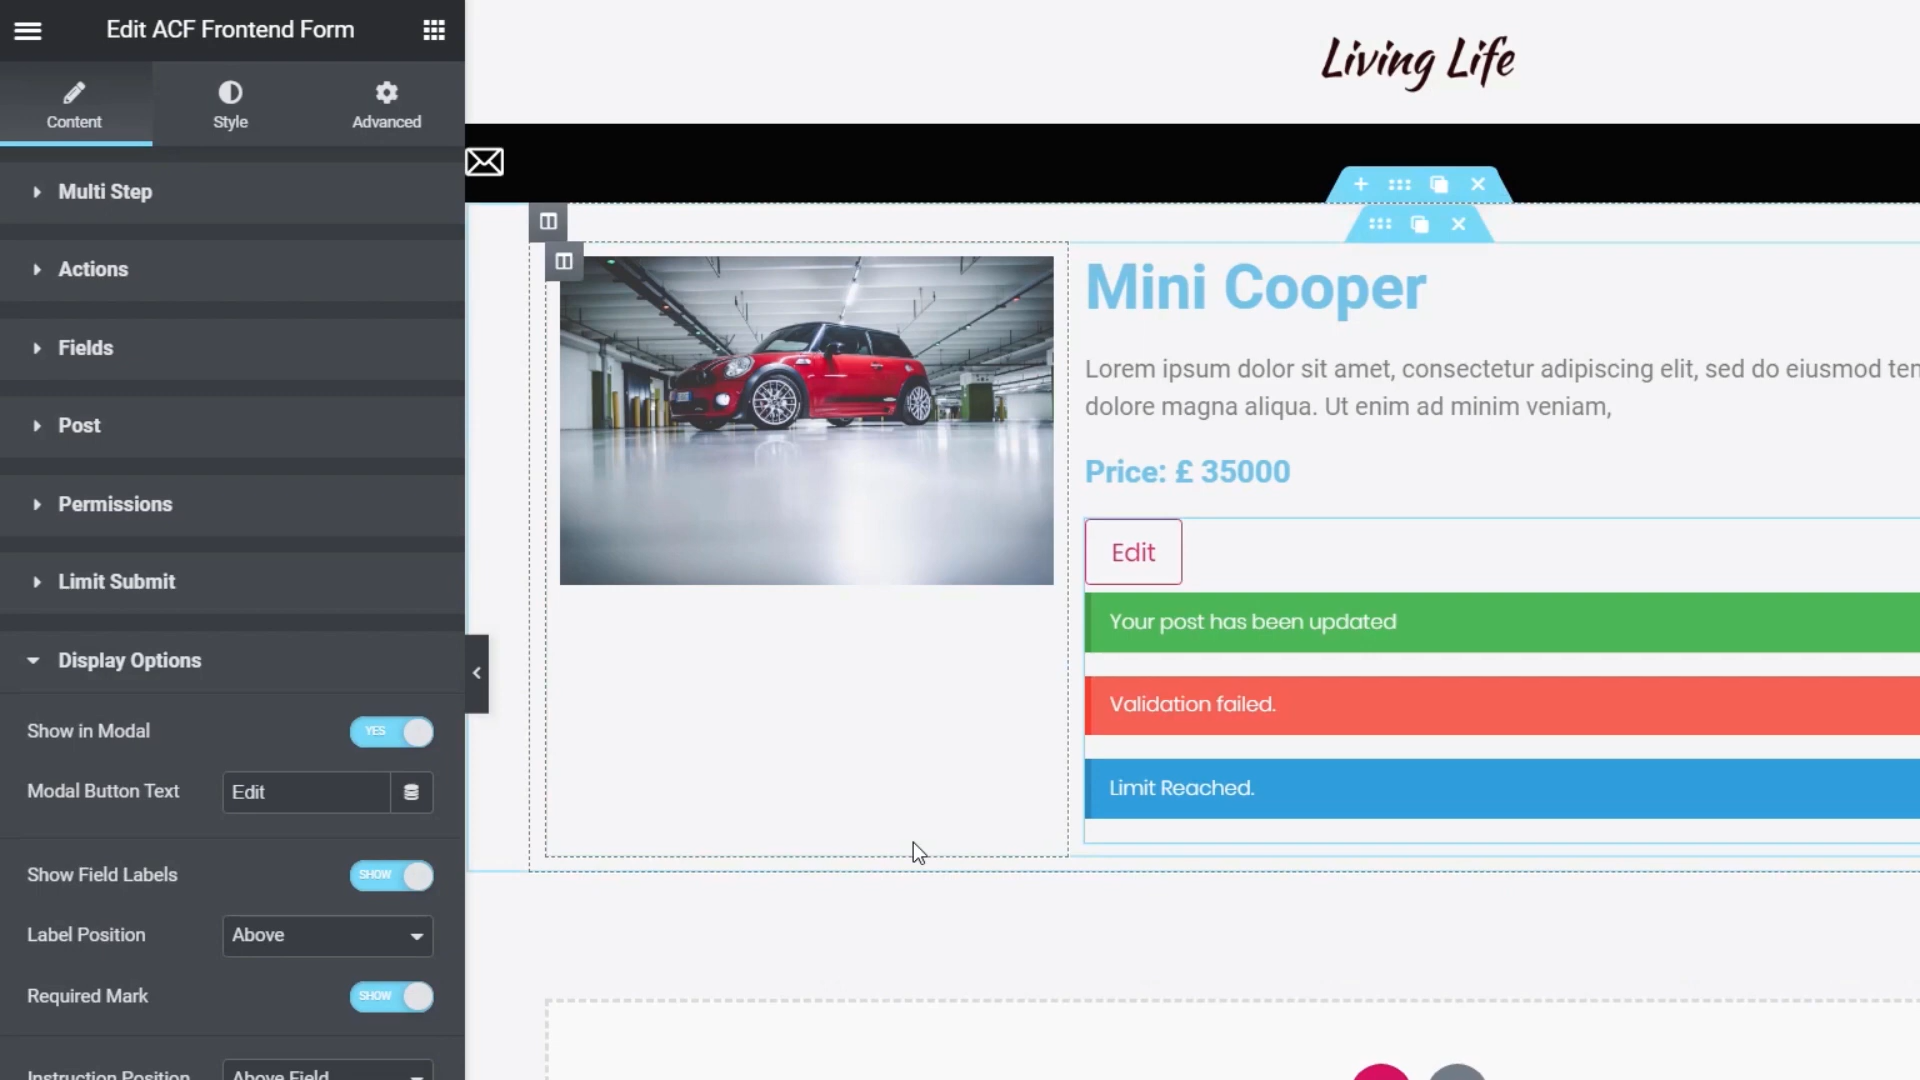 Edit ACF Frontend Form
Content
Style
Advanced
Multi Step
Actions
Fields
Post
Permissions
Limit Submit
Display Options
Show in Modal
YES
Modal Button Text
Edit
Show Field Labels
SHOW
Label Position
Above
Required Mark
SHOW
Instruction Position
Above Field
Living Life
Mini Cooper
Lorem ipsum dolor sit amet, consectetur adipiscing elit, sed do eiusmod ten
dolore magna aliqua. Ut enim ad minim veniam,
Price: £ 35000
Edit
Your post has been updated
Validation failed.
Limit Reached.